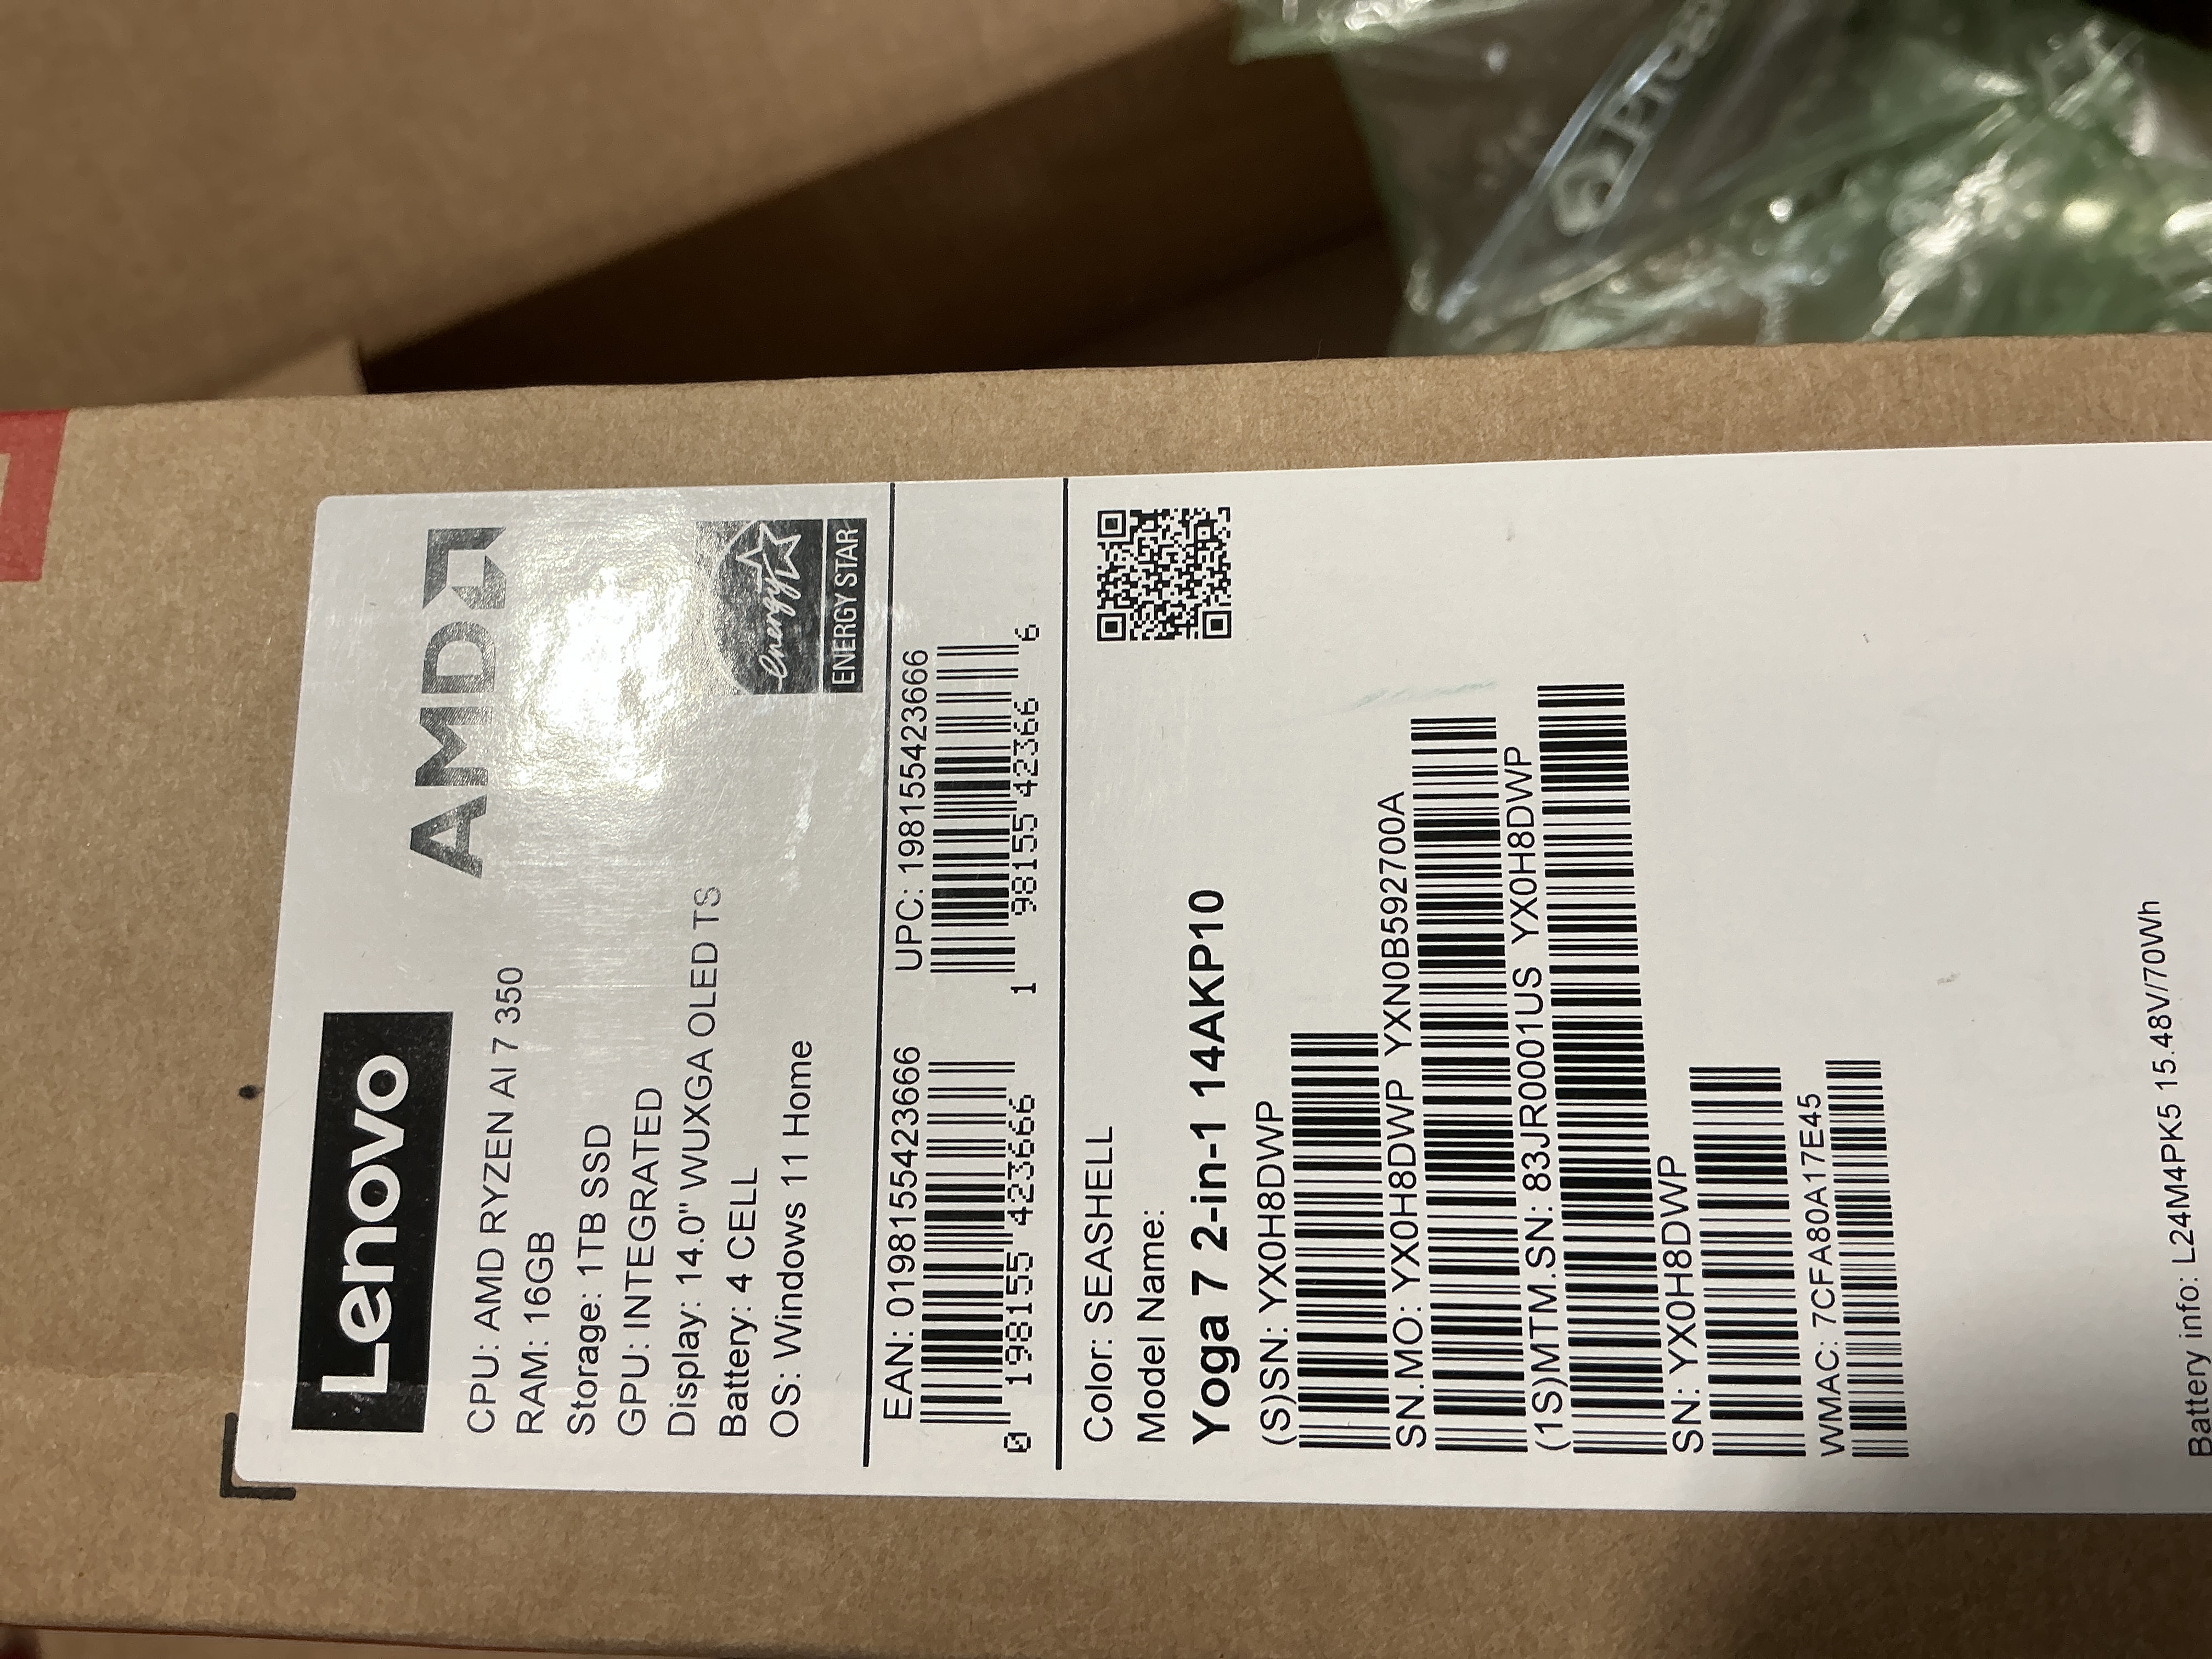 Lenovo
AMD
CPU: AMD RYZEN AI 7 350
RAM: 16GB
Storage: 1TB SSD
GPU: INTEGRATED
Display: 14.0" WUXGA OLED TS
Battery: 4 CELL
OS: Windows 11 Home
energy
ENERGY STAR
EAN: 0198155423666
0 198155 423666
UPC: 198155423666
1 98155 42366 6
Color: SEASHELL
Model Name:
Yoga 7 2-in-1 14AKP10
(S)SN: YX0H8DWP
SN.MO: YX0H8DWP YXN0B592700A
(1S)MTM.SN: 83JR0001US YX0H8DWP
SN: YX0H8DWP
WMAC: 7CFA80A17E45
Battery info: L24M4PK5 15.48V/70Wh